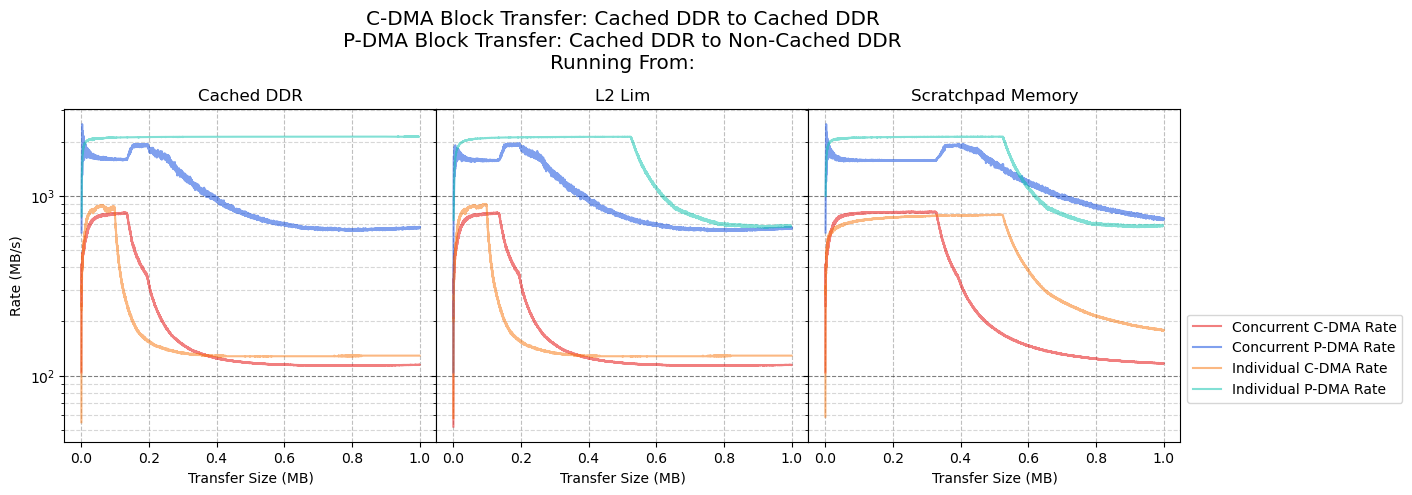 C-DMA Block Transfer: Cached DDR to Cached DDR
P-DMA Block Transfer: Cached DDR to Non-Cached DDR
Running From:
Cached DDR
L2 Lim
Scratchpad Memory
Rate (MB/s)
10³
10²
0.0 0.2 0.4 0.6 0.8 1.0
0.0 0.2 0.4 0.6 0.8 1.0
0.0 0.2 0.4 0.6 0.8 1.0
Transfer Size (MB)
Transfer Size (MB)
Transfer Size (MB)
Concurrent C-DMA Rate
Concurrent P-DMA Rate
Individual C-DMA Rate
Individual P-DMA Rate